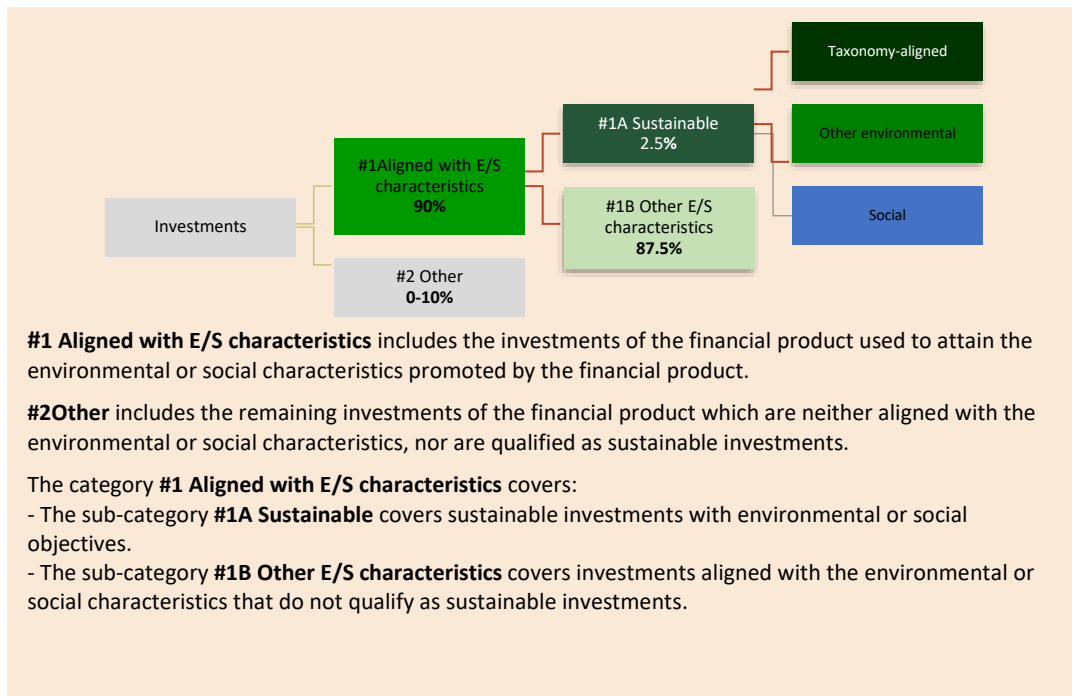 Taxonomy-aligned
#1A Sustainable
2.5%
Other environmental
#1Aligned with E/S
characteristics
90%
#1B Other E/S
characteristics
87.5%
Social
Investments
#2 Other
0-10%
#1 Aligned with E/S characteristics includes the investments of the financial product used to attain the
environmental or social characteristics promoted by the financial product.
#2Other includes the remaining investments of the financial product which are neither aligned with the
environmental or social characteristics, nor are qualified as sustainable investments.
The category #1 Aligned with E/S characteristics covers:
- The sub-category #1A Sustainable covers sustainable investments with environmental or social
objectives.
- The sub-category #1B Other E/S characteristics covers investments aligned with the environmental or
social characteristics that do not qualify as sustainable investments.